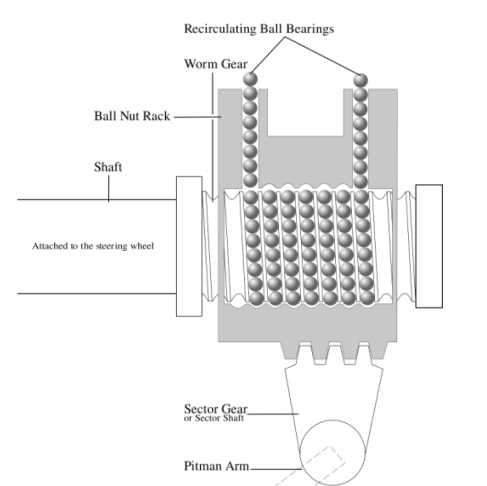 Recirculating Ball Bearings
Worm Gear
Ball Nut Rack
Shaft
Attached to the steering wheel
Sector Gear
or Sector Shaft
Pitman Arm